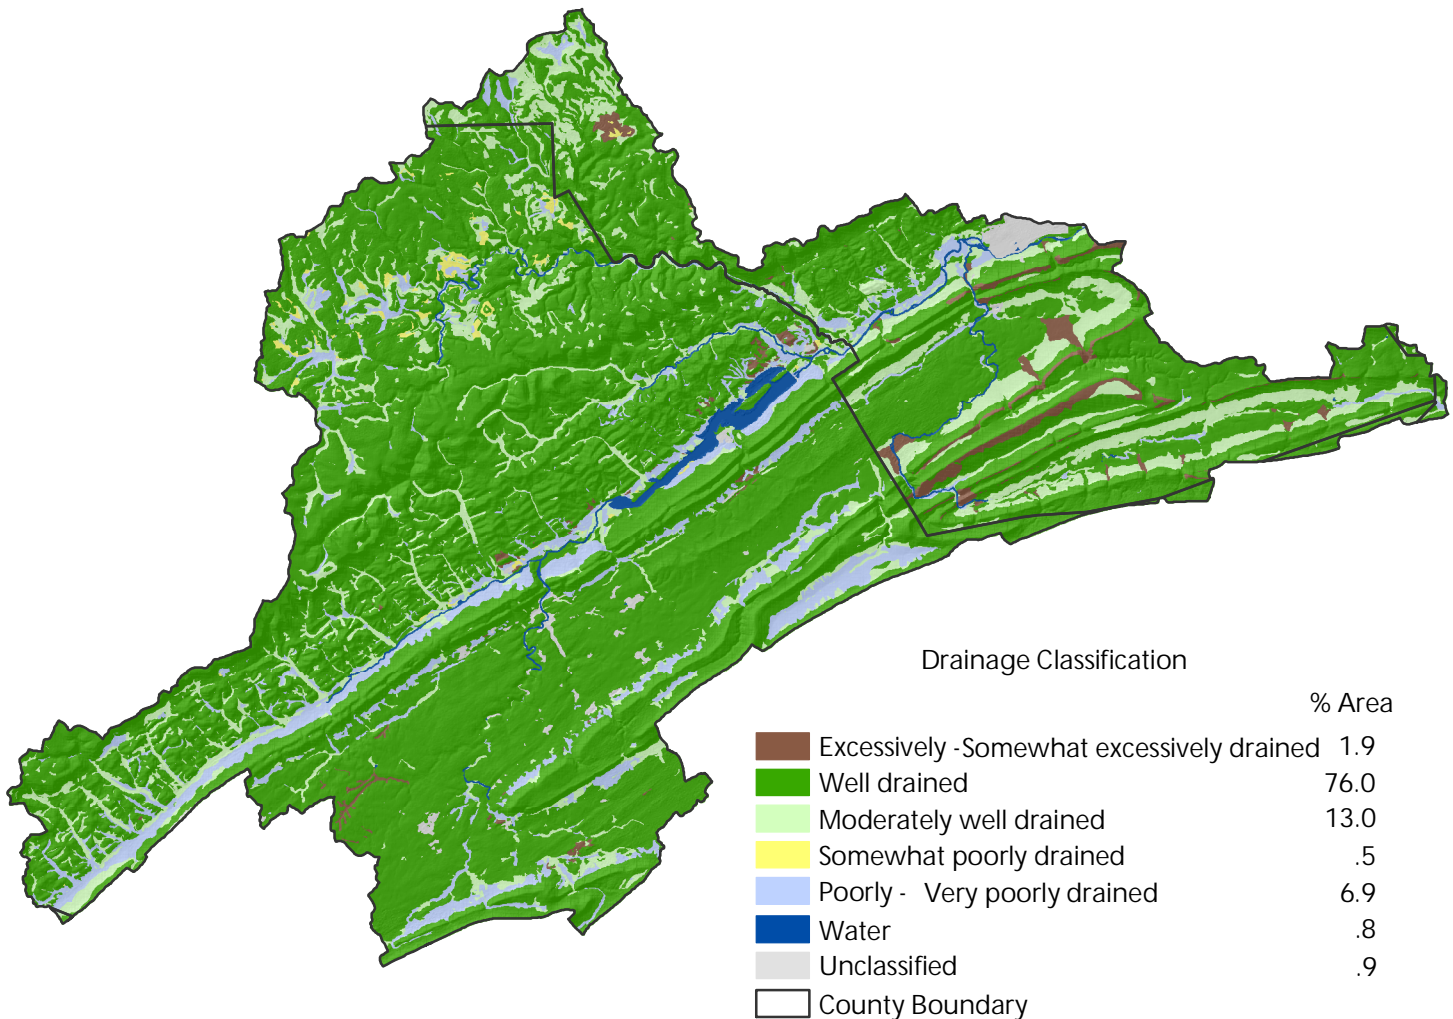 Drainage Classification
% Area
Excessively - Somewhat excessively drained 1.9
Well drained 76.0
Moderately well drained 13.0
Somewhat poorly drained .5
Poorly - Very poorly drained 6.9
Water .8
Unclassified .9
County Boundary